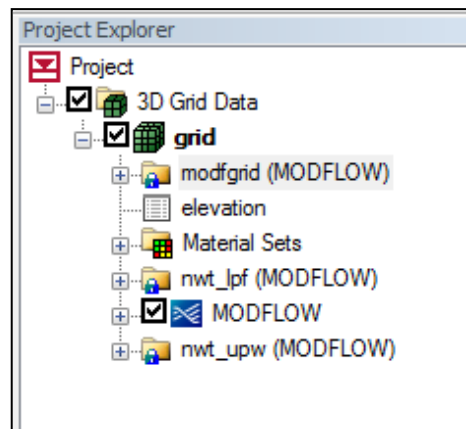 Project Explorer
Project
3D Grid Data
grid
modfgrid (MODFLOW)
elevation
Material Sets
nwt_lpf (MODFLOW)
MODFLOW
nwt_upw (MODFLOW)